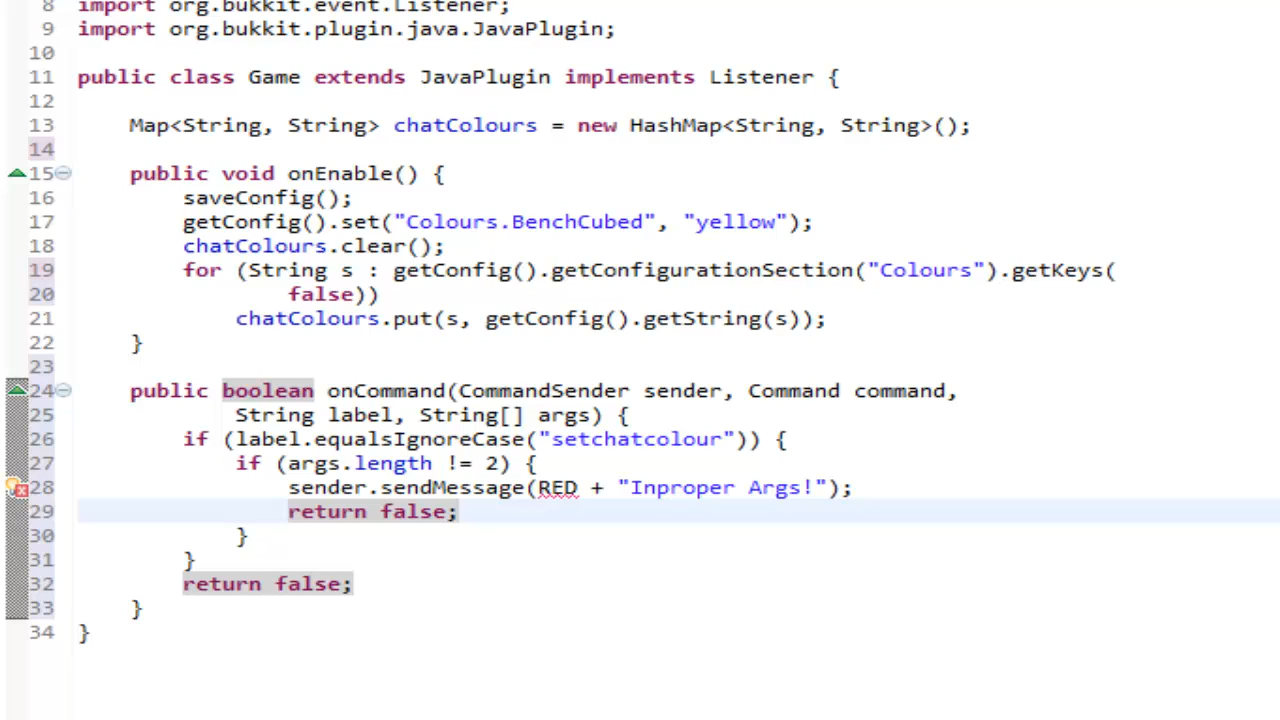 8 import org.bukkit.event.Listener;
9 import org.bukkit.plugin.java.JavaPlugin;
10
11 public class Game extends JavaPlugin implements Listener {
12
13 Map<String, String> chatColours = new HashMap<String, String>();
14
15 public void onEnable() {
16 saveConfig();
17 getConfig().set("Colours.BenchCubed", "yellow");
18 chatColours.clear();
19 for (String s : getConfig().getConfigurationSection("Colours").getKeys(
20 false))
21 chatColours.put(s, getConfig().getString(s));
22 }
23
24 public boolean onCommand(CommandSender sender, Command command,
25 String label, String[] args) {
26 if (label.equalsIgnoreCase("setchatcolour")) {
27 if (args.length != 2) {
28 sender.sendMessage(RED + "Inproper Args!");
29 return false;
30 }
31 }
32 return false;
33 }
34 }